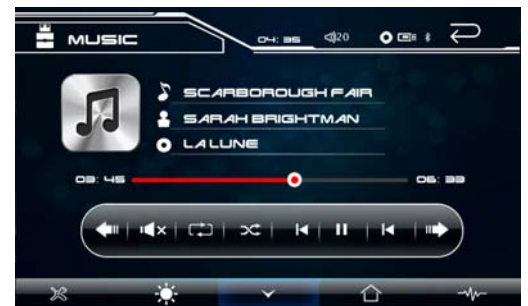 MUSIC
04: 35
20
SCARBOROUGH FAIR
SARAH BRIGHTMAN
LA LUNE
03: 45
06: 33